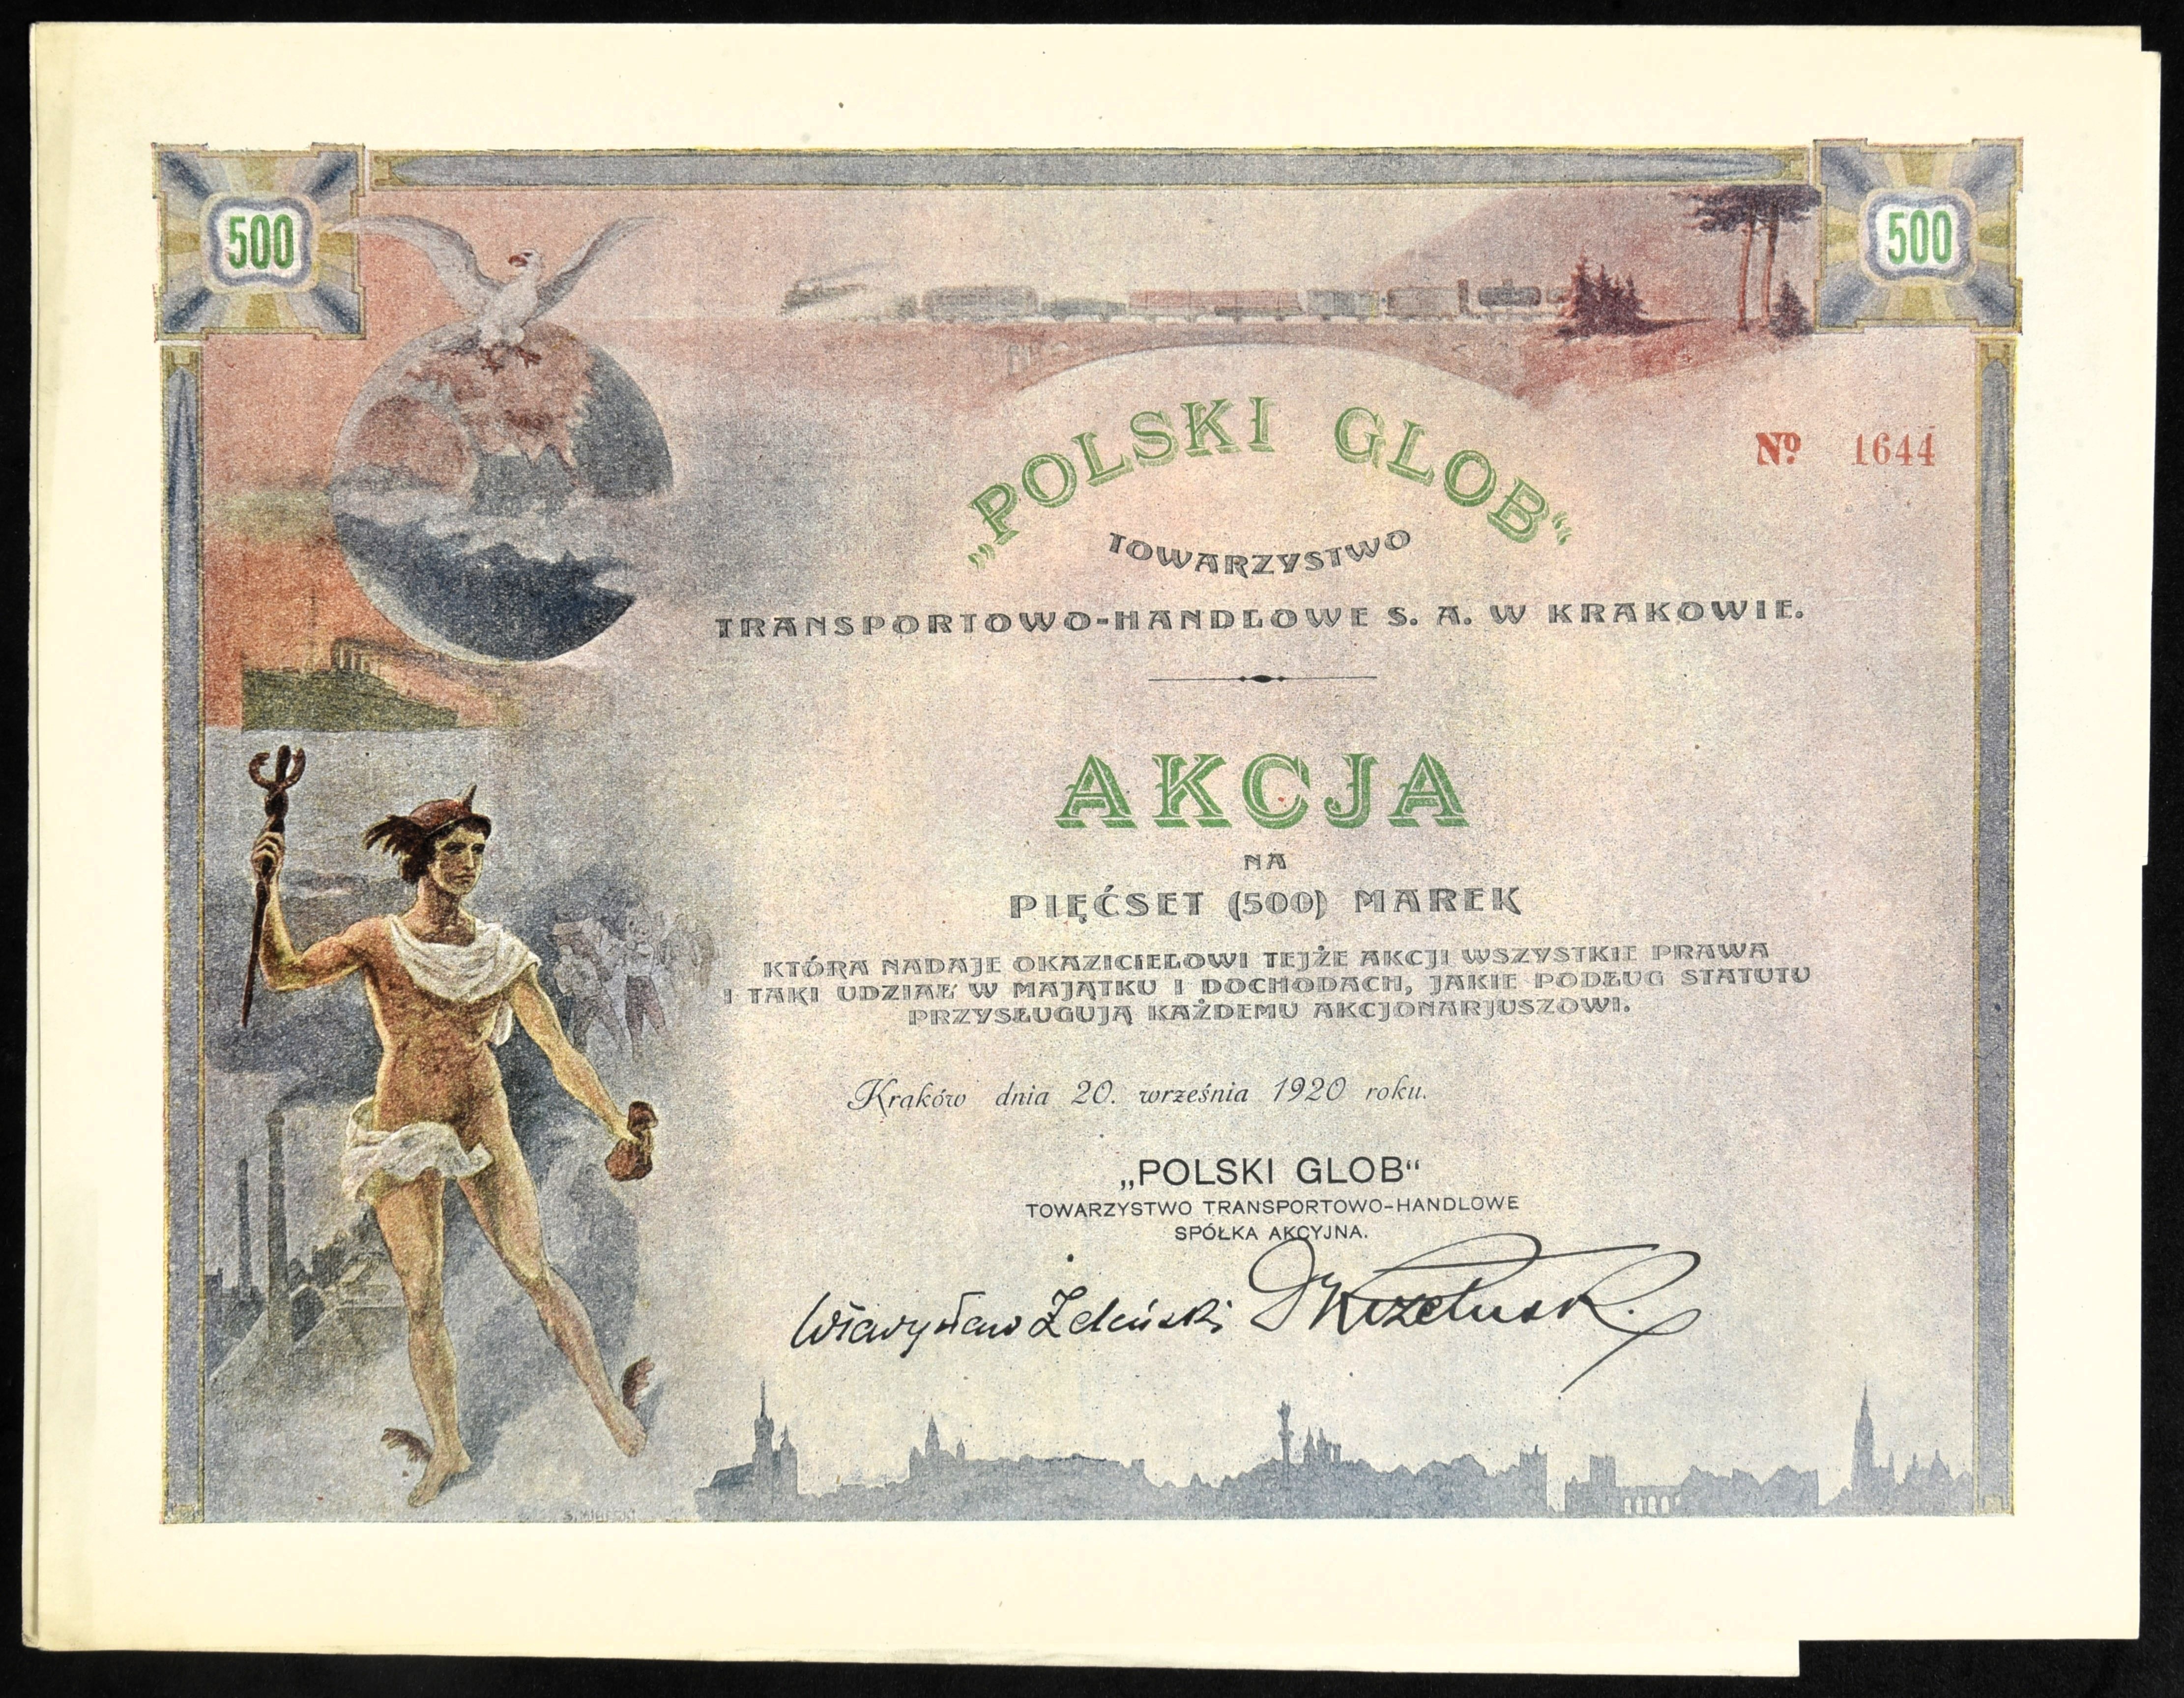 500
500
„POLSKI GLOB“
Nº 1644
TOWARZYSTWO
TRANSPORTOWO-HANDLOWE S. A. W KRAKOWIE.
AKCJA
NA
PIĘĆSET (500) MAREK
KTÓRA NADAJE OKAZICIELOWI TEJŻE AKCJI WSZYSTKIE PRAWA
I TAKI UDZIAŁ W MAJĄTKU I DOCHODACH, JAKIE PODŁUG STATUTU
PRZYSŁUGUJĄ KAŻDEMU AKCJONARJUSZOWI.
Kraków dnia 20. września 1920 roku.
„POLSKI GLOB“
TOWARZYSTWO TRANSPORTOWO-HANDLOWE
SPÓŁKA AKCYJNA.
Władysław Żeleński